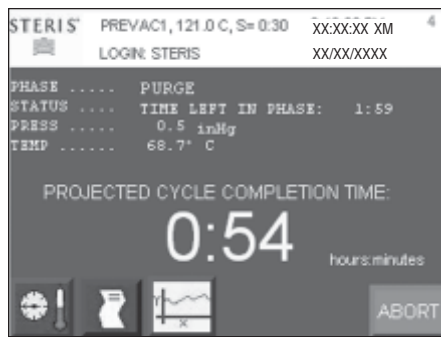 STERIS PREVAC1, 121.0 C, S= 0:30 XX:XX:XX XM 4
LOGIN: STERIS XX/XX/XXXX
PHASE ..... PURGE
STATUS .... TIME LEFT IN PHASE: 1:59
PRESS ..... 0.5 inHg
TEMP ...... 68.7° C
PROJECTED CYCLE COMPLETION TIME:
0:54 hours:minutes
x
ABORT